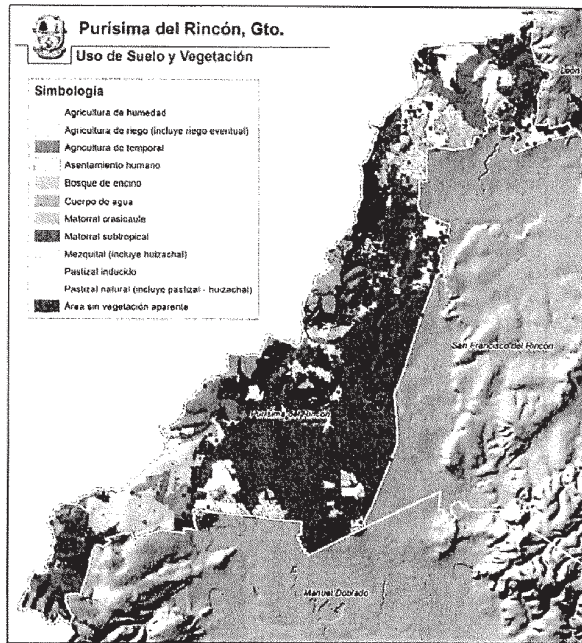 Purísima del Rincón, Gto.
Uso de Suelo y Vegetación
Simbología
Agricultura de humedad
Agricultura de riego (incluye riego eventual)
Agricultura de temporal
Asentamiento humano
Bosque de encino
Cuerpo de agua
Matorral crasicaule
Matorral subtropical
Mezquital (incluye huizachal)
Pastizal inducido
Pastizal natural (incluye pastizal - huizachal)
Área sin vegetación aparente
León
San Francisco del Rincón
Purísima del Rincón
Manuel Doblado